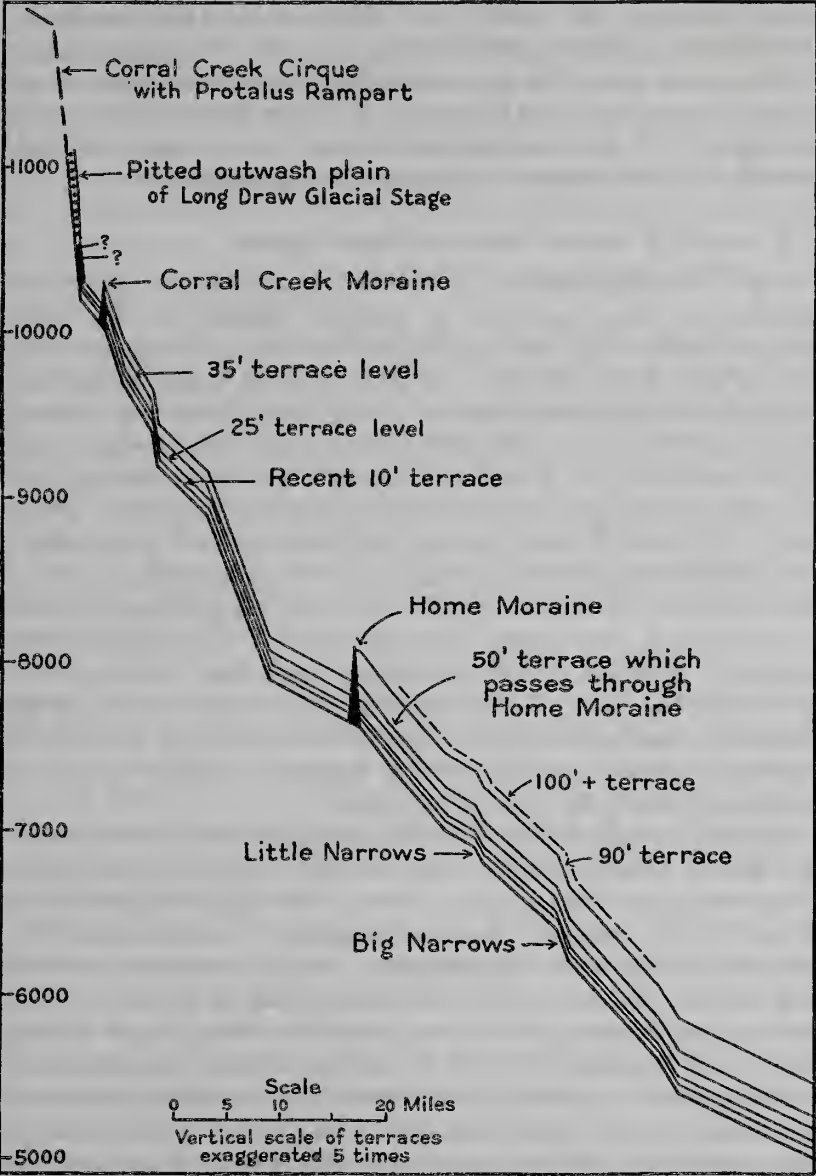 Corral Creek Cirque
with Protalus Rampart
11000
Pitted outwash plain
of Long Draw Glacial Stage
?
?
Corral Creek Moraine
10000
35' terrace level
25' terrace level
Recent 10' terrace
9000
Home Moraine
8000
50' terrace which
passes through
Home Moraine
100'+ terrace
7000
Little Narrows
90' terrace
Big Narrows
6000
Scale
0 5 10 20 Miles
Vertical scale of terraces
exaggerated 5 times
5000